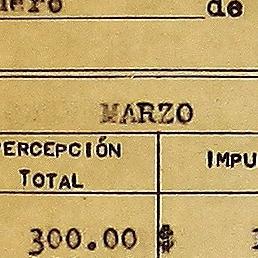 de
MARZO
PERCEPCIÓN
TOTAL
IMPU
300.00 $